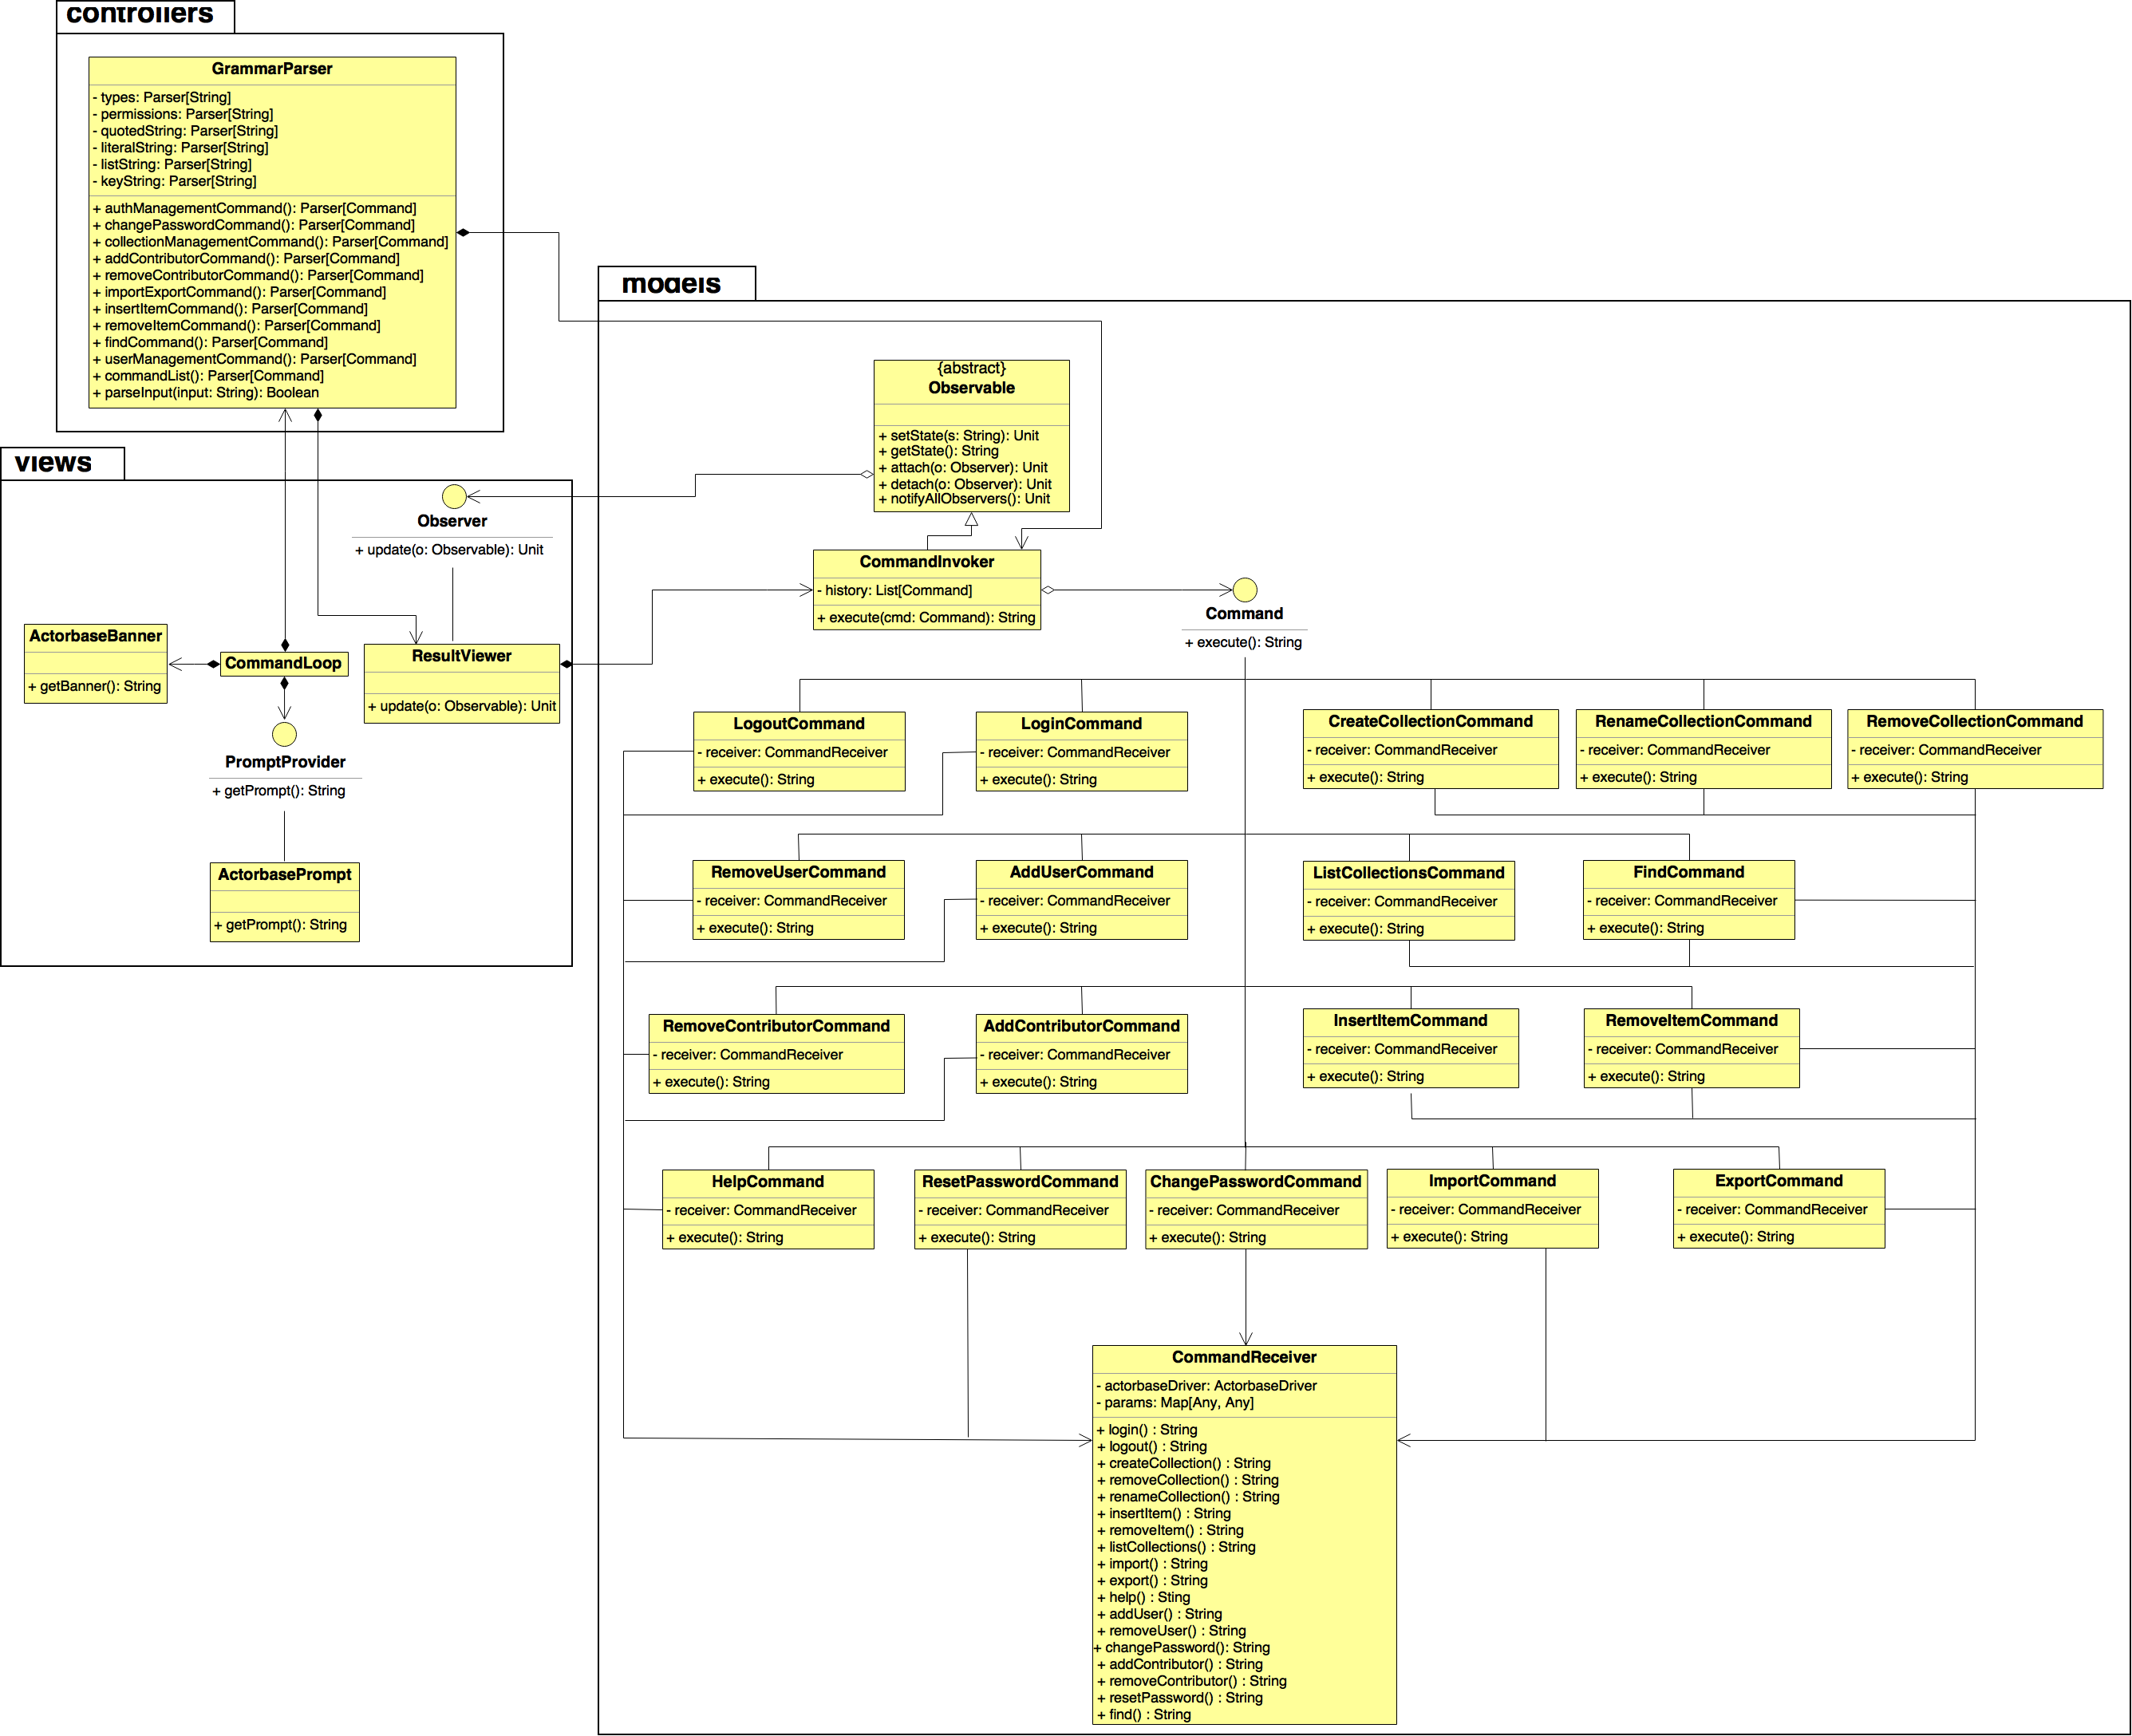 controllers
GrammarParser
- types: Parser[String]
- permissions: Parser[String]
- quotedString: Parser[String]
- literalString: Parser[String]
- listString: Parser[String]
- keyString: Parser[String]
+ authManagementCommand(): Parser[Command]
+ changePasswordCommand(): Parser[Command]
+ collectionManagementCommand(): Parser[Command]
+ addContributorCommand(): Parser[Command]
+ removeContributorCommand(): Parser[Command]
+ importExportCommand(): Parser[Command]
+ insertItemCommand(): Parser[Command]
+ removeItemCommand(): Parser[Command]
+ findCommand(): Parser[Command]
+ userManagementCommand(): Parser[Command]
+ commandList(): Parser[Command]
+ parseInput(input: String): Boolean
views
Observer
+ update(o: Observable): Unit
ActorbaseBanner
+ getBanner(): String
CommandLoop
ResultViewer
+ update(o: Observable): Unit
PromptProvider
+ getPrompt(): String
ActorbasePrompt
+ getPrompt(): String
models
{abstract}
Observable
+ setState(s: String): Unit
+ getState(): String
+ attach(o: Observer): Unit
+ detach(o: Observer): Unit
+ notifyAllObservers(): Unit
CommandInvoker
- history: List[Command]
+ execute(cmd: Command): String
Command
+ execute(): String
LogoutCommand
- receiver: CommandReceiver
+ execute(): String
LoginCommand
- receiver: CommandReceiver
+ execute(): String
CreateCollectionCommand
- receiver: CommandReceiver
+ execute(): String
RenameCollectionCommand
- receiver: CommandReceiver
+ execute(): String
RemoveCollectionCommand
- receiver: CommandReceiver
+ execute(): String
RemoveUserCommand
- receiver: CommandReceiver
+ execute(): String
AddUserCommand
- receiver: CommandReceiver
+ execute(): String
ListCollectionsCommand
- receiver: CommandReceiver
+ execute(): String
FindCommand
- receiver: CommandReceiver
+ execute(): String
RemoveContributorCommand
- receiver: CommandReceiver
+ execute(): String
AddContributorCommand
- receiver: CommandReceiver
+ execute(): String
InsertItemCommand
- receiver: CommandReceiver
+ execute(): String
RemoveItemCommand
- receiver: CommandReceiver
+ execute(): String
HelpCommand
- receiver: CommandReceiver
+ execute(): String
ResetPasswordCommand
- receiver: CommandReceiver
+ execute(): String
ChangePasswordCommand
- receiver: CommandReceiver
+ execute(): String
ImportCommand
- receiver: CommandReceiver
+ execute(): String
ExportCommand
- receiver: CommandReceiver
+ execute(): String
CommandReceiver
- actorbaseDriver: ActorbaseDriver
- params: Map[Any, Any]
+ login() : String
+ logout() : String
+ createCollection() : String
+ removeCollection() : String
+ renameCollection() : String
+ insertItem() : String
+ removeItem() : String
+ listCollections() : String
+ import() : String
+ export() : String
+ help() : Sting
+ addUser() : String
+ removeUser() : String
+ changePassword(): String
+ addContributor() : String
+ removeContributor() : String
+ resetPassword() : String
+ find() : String